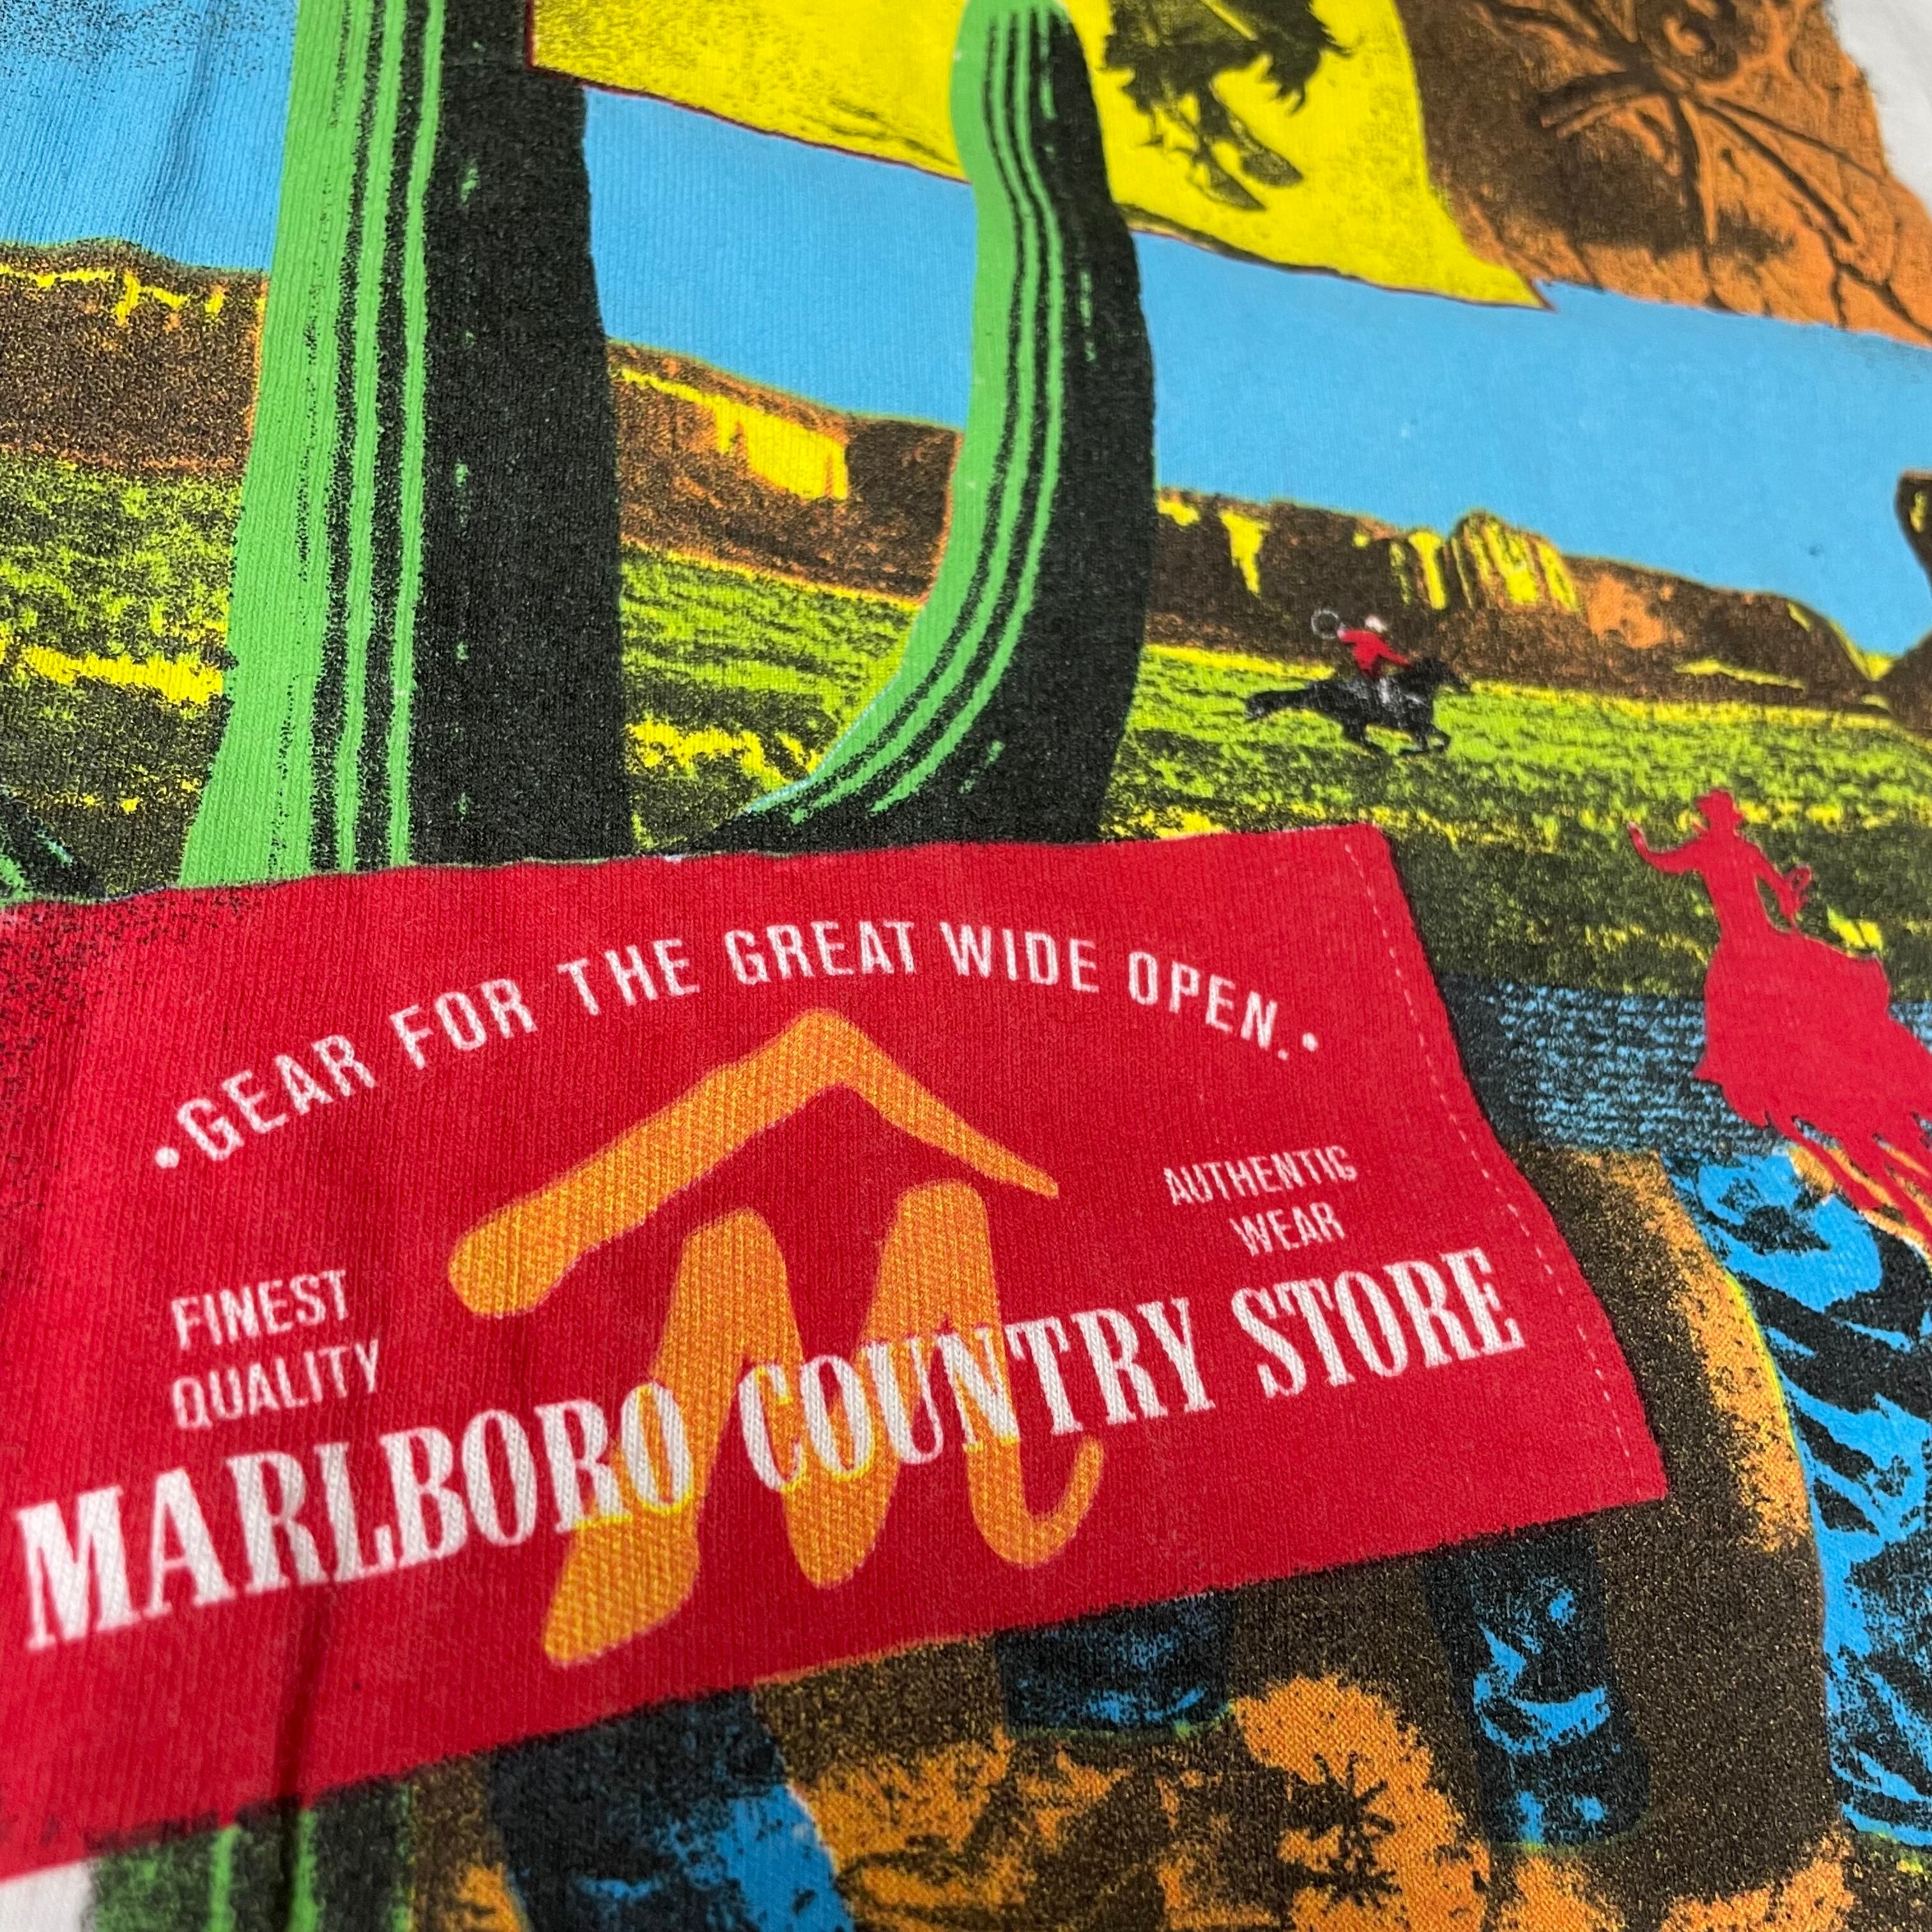 •GEAR FOR THE GREAT WIDE OPEN.•
FINEST
QUALITY
AUTHENTIC
WEAR
M
MARLBORO COUNTRY STORE